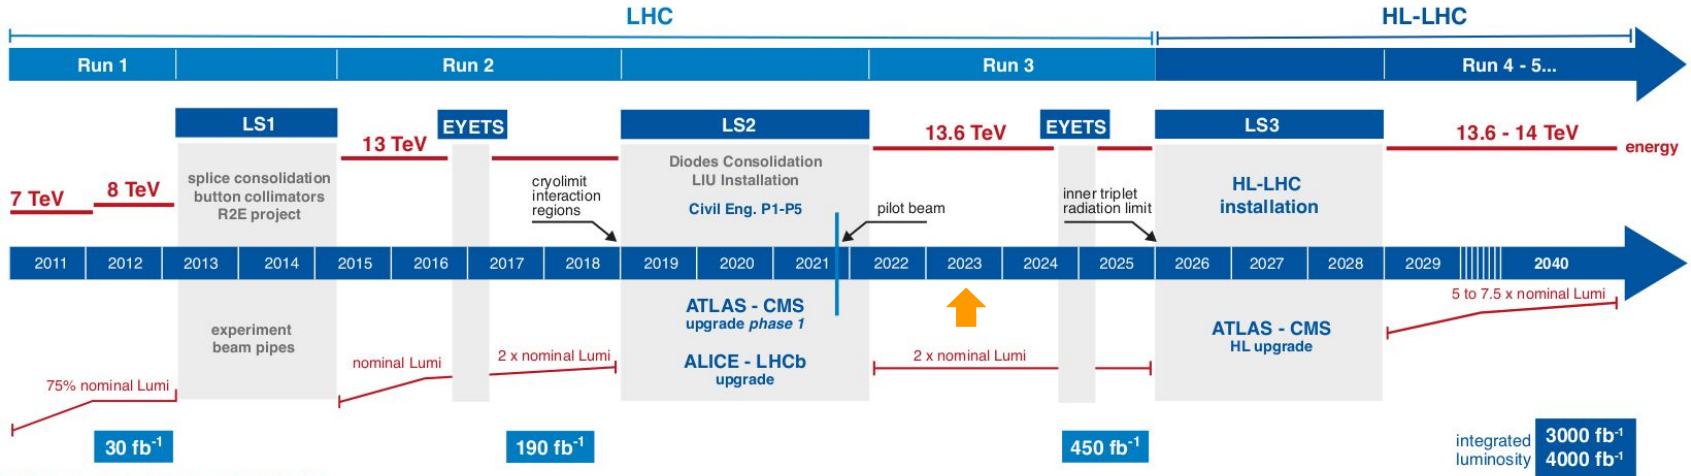 LHC
HL-LHC
Run 1
Run 2
Run 3
Run 4 - 5...
LS1
EYETS
LS2
EYETS
LS3
13 TeV
13.6 TeV
13.6 - 14 TeV
energy
7 TeV
8 TeV
splice consolidation
button collimators
R2E project
cryolimit
interaction
regions
Diodes Consolidation
LIU Installation
Civil Eng. P1-P5
pilot beam
inner triplet
radiation limit
HL-LHC
installation
2011
2012
2013
2014
2015
2016
2017
2018
2019
2020
2021
2022
2023
2024
2025
2026
2027
2028
2029
2040
experiment
beam pipes
ATLAS - CMS
upgrade phase 1
ALICE - LHCb
upgrade
ATLAS - CMS
HL upgrade
5 to 7.5 x nominal Lumi
75% nominal Lumi
nominal Lumi
2 x nominal Lumi
2 x nominal Lumi
30 fb⁻¹
190 fb⁻¹
450 fb⁻¹
integrated
luminosity
3000 fb⁻¹
4000 fb⁻¹